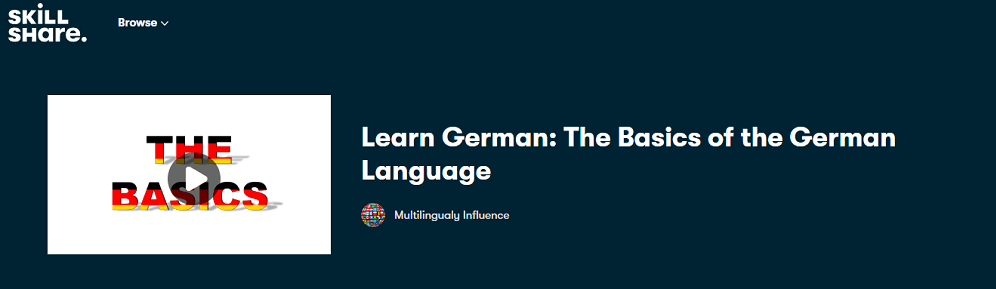 SKiLL
SHare.
Browse
THE
BASICS
Learn German: The Basics of the German
Language
Multilingualy Influence